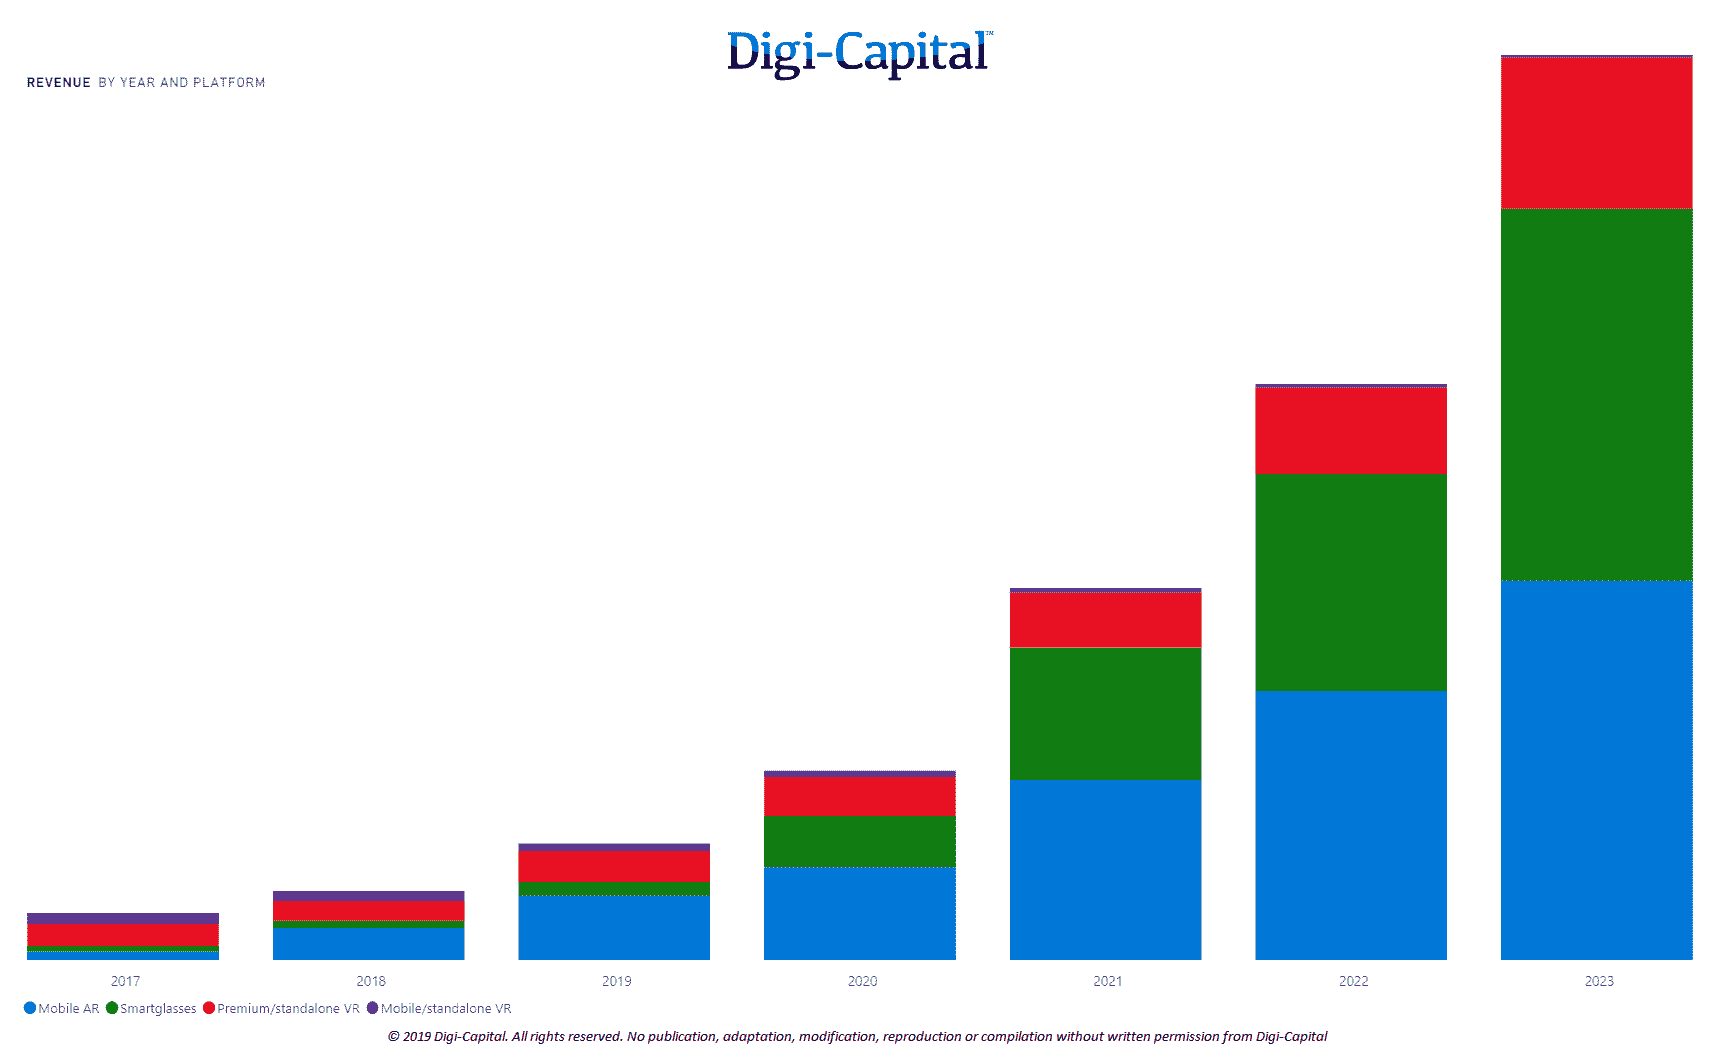 Digi-Capital™
REVENUE BY YEAR AND PLATFORM
2017 2018 2019 2020 2021 2022 2023
Mobile AR Smartglasses Premium/standalone VR Mobile/standalone VR
© 2019 Digi-Capital. All rights reserved. No publication, adaptation, modification, reproduction or compilation without written permission from Digi-Capital